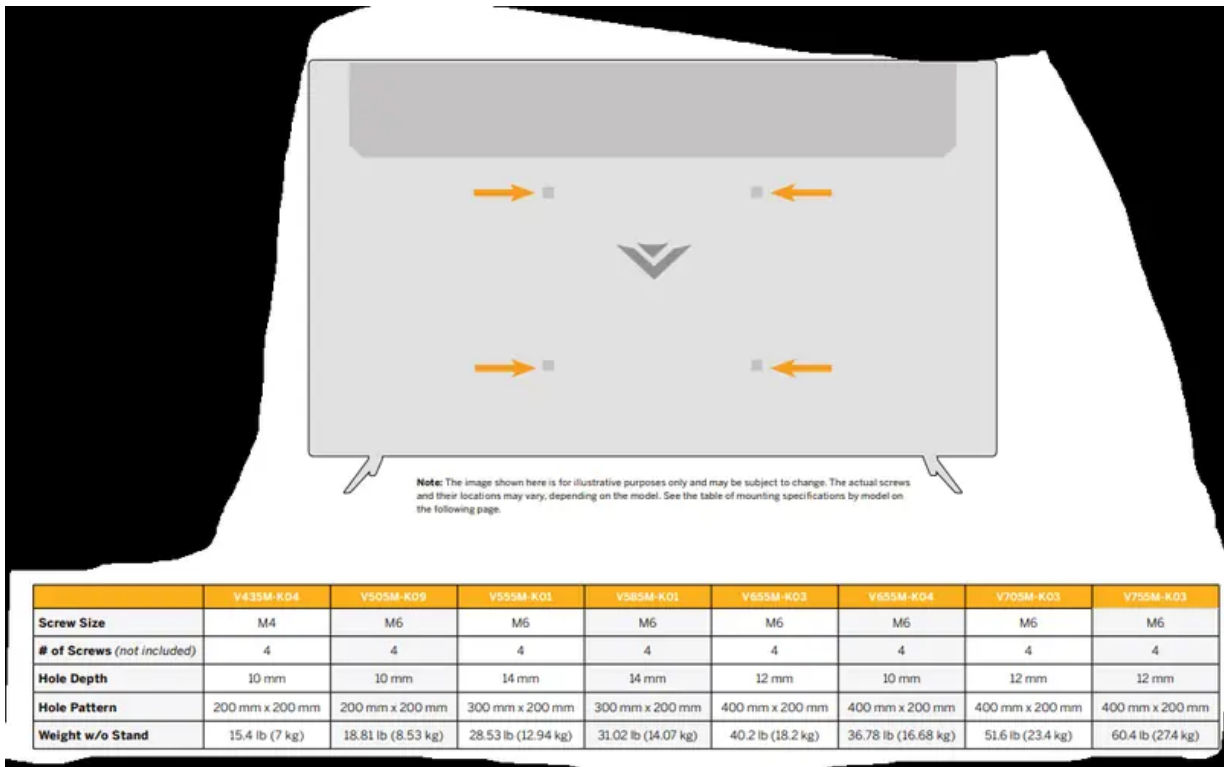 Note: The image shown here is for illustrative purposes only and may be subject to change. The actual screws
and their locations may vary, depending on the model. See the table of mounting specifications by model on
the following page.
V435M-K04 V505M-K09 V555M-K01 V585M-K01 V655M-K03 V655M-K04 V705M-K03 V755M-K03
Screw Size M4 M6 M6 M6 M6 M6 M6 M6
# of Screws (not included) 4 4 4 4 4 4 4 4
Hole Depth 10 mm 10 mm 14 mm 14 mm 12 mm 10 mm 12 mm 12 mm
Hole Pattern 200 mm x 200 mm 200 mm x 200 mm 300 mm x 200 mm 300 mm x 200 mm 400 mm x 200 mm 400 mm x 200 mm 400 mm x 200 mm 400 mm x 200 mm
Weight w/o Stand 15.4 lb (7 kg) 18.81 lb (8.53 kg) 28.53 lb (12.94 kg) 31.02 lb (14.07 kg) 40.2 lb (18.2 kg) 36.78 lb (16.68 kg) 51.6 lb (23.4 kg) 60.4 lb (27.4 kg)